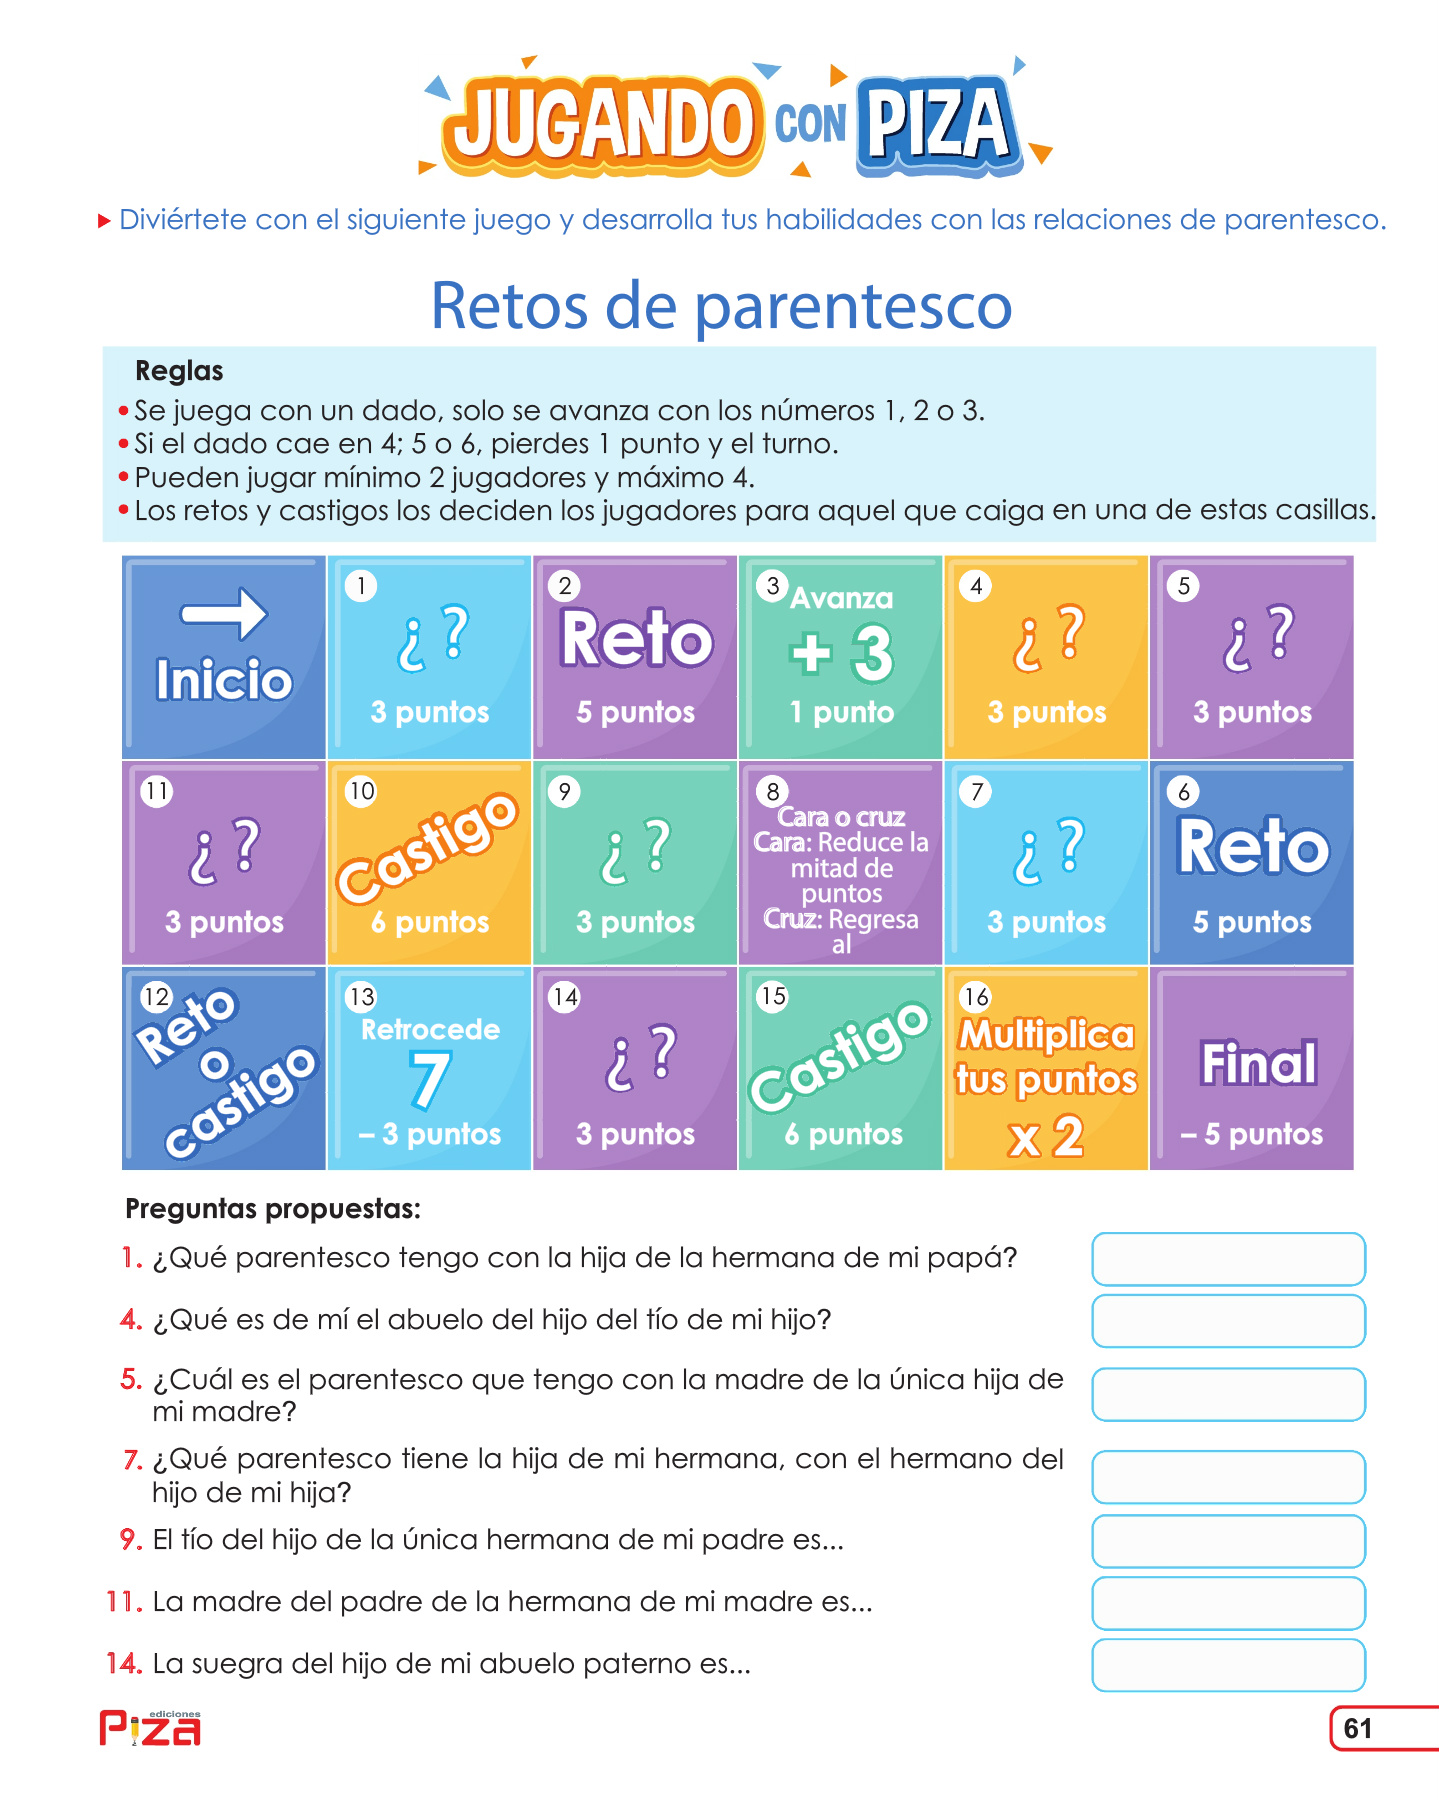 JUGANDO CON PIZA
Diviértete con el siguiente juego y desarrolla tus habilidades con las relaciones de parentesco.
Retos de parentesco
Reglas
•Se juega con un dado, solo se avanza con los números 1, 2 o 3.
•Si el dado cae en 4; 5 o 6, pierdes 1 punto y el turno.
•Pueden jugar mínimo 2 jugadores y máximo 4.
•Los retos y castigos los deciden los jugadores para aquel que caiga en una de estas casillas.
Inicio
1
¿?
3 puntos
2
Reto
5 puntos
3
Avanza
+ 3
1 punto
4
¿?
3 puntos
5
¿?
3 puntos
11
¿?
3 puntos
10
Castigo
6 puntos
9
¿?
3 puntos
8
Cara o cruz
Cara: Reduce la
mitad de
puntos
Cruz: Regresa
al
7
¿?
3 puntos
6
Reto
5 puntos
12
Reto
o
castigo
13
Retrocede
7
– 3 puntos
14
¿?
3 puntos
15
Castigo
6 puntos
16
Multiplica
tus puntos
x 2
Final
– 5 puntos
Preguntas propuestas:
1. ¿Qué parentesco tengo con la hija de la hermana de mi papá?
4. ¿Qué es de mí el abuelo del hijo del tío de mi hijo?
5. ¿Cuál es el parentesco que tengo con la madre de la única hija de
mi madre?
7. ¿Qué parentesco tiene la hija de mi hermana, con el hermano del
hijo de mi hija?
9. El tío del hijo de la única hermana de mi padre es...
11. La madre del padre de la hermana de mi madre es...
14. La suegra del hijo de mi abuelo paterno es...
ediciones
Piza
61